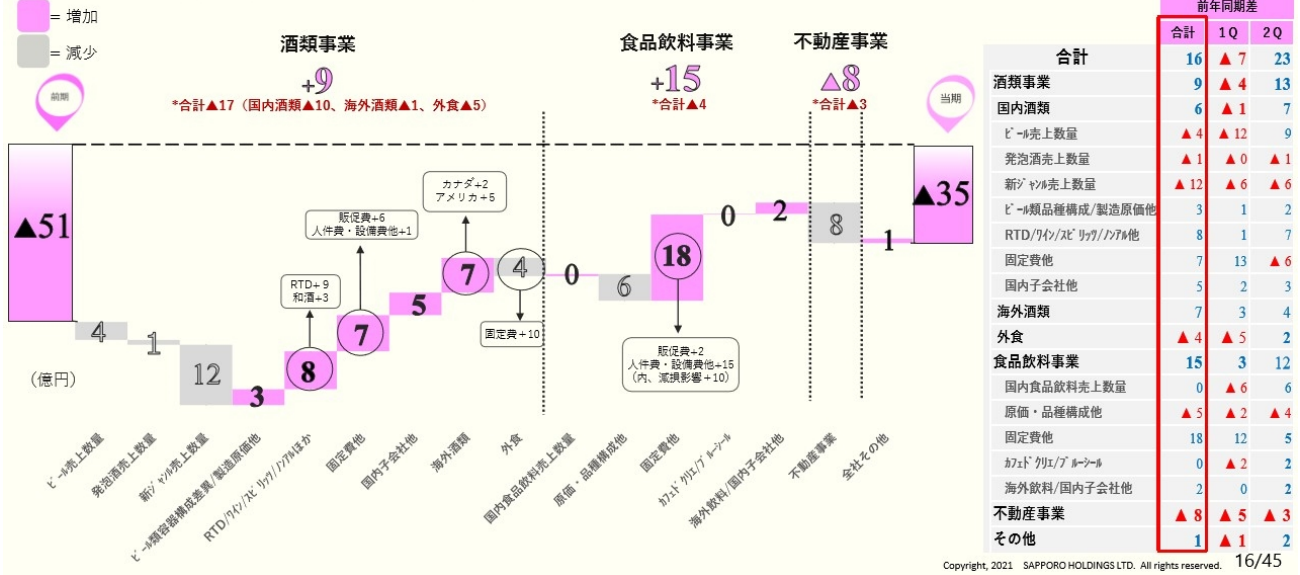 = 増加
= 減少
前期
酒類事業
+9
*合計▲17（国内酒類▲10、海外酒類▲1、外食▲5）
食品飲料事業
+15
*合計▲4
不動産事業
△8
*合計▲3
当期
▲51
4
1
12
3
8
7
5
7
4
0
6
18
0
2
8
1
▲35
RTD+9
和酒+3
販促費+6
人件費・設備費他+1
カナダ+2
アメリカ+5
固定費+10
販促費+2
人件費・設備費他+15
（内、減損影響+10）
（億円）
ﾋﾞｰﾙ売上数量
発泡酒売上数量
新ｼﾞｬﾝﾙ売上数量
ﾋﾞｰﾙ類容器構成差異/製造原価他
RTD/ﾜｲﾝ/ｽﾋﾟﾘｯﾂ/ﾉﾝｱﾙほか
固定費他
国内子会社他
海外酒類
外食
国内食品飲料売上数量
原価・品種構成他
固定費他
ｶﾌｪﾄﾞｸﾘｴ/ﾌﾞﾙｰｼｰﾙ
海外飲料/国内子会社他
不動産事業
全社その他
前年同期差
合計 1Q 2Q
合計 16 ▲7 23
酒類事業 9 ▲4 13
国内酒類 6 ▲1 7
ﾋﾞｰﾙ売上数量 ▲4 ▲12 9
発泡酒売上数量 ▲1 ▲0 ▲1
新ｼﾞｬﾝﾙ売上数量 ▲12 ▲6 ▲6
ﾋﾞｰﾙ類品種構成/製造原価他 3 1 2
RTD/ﾜｲﾝ/ｽﾋﾟﾘｯﾂ/ﾉﾝｱﾙ他 8 1 7
固定費他 7 13 ▲6
国内子会社他 5 2 3
海外酒類 7 3 4
外食 ▲4 ▲5 2
食品飲料事業 15 3 12
国内食品飲料売上数量 0 ▲6 6
原価・品種構成他 ▲5 ▲2 ▲4
固定費他 18 12 5
ｶﾌｪﾄﾞｸﾘｴ/ﾌﾞﾙｰｼｰﾙ 0 ▲2 2
海外飲料/国内子会社他 2 0 2
不動産事業 ▲8 ▲5 ▲3
その他 1 ▲1 2
Copyright, 2021 SAPPORO HOLDINGS LTD. All rights reserved. 16/45